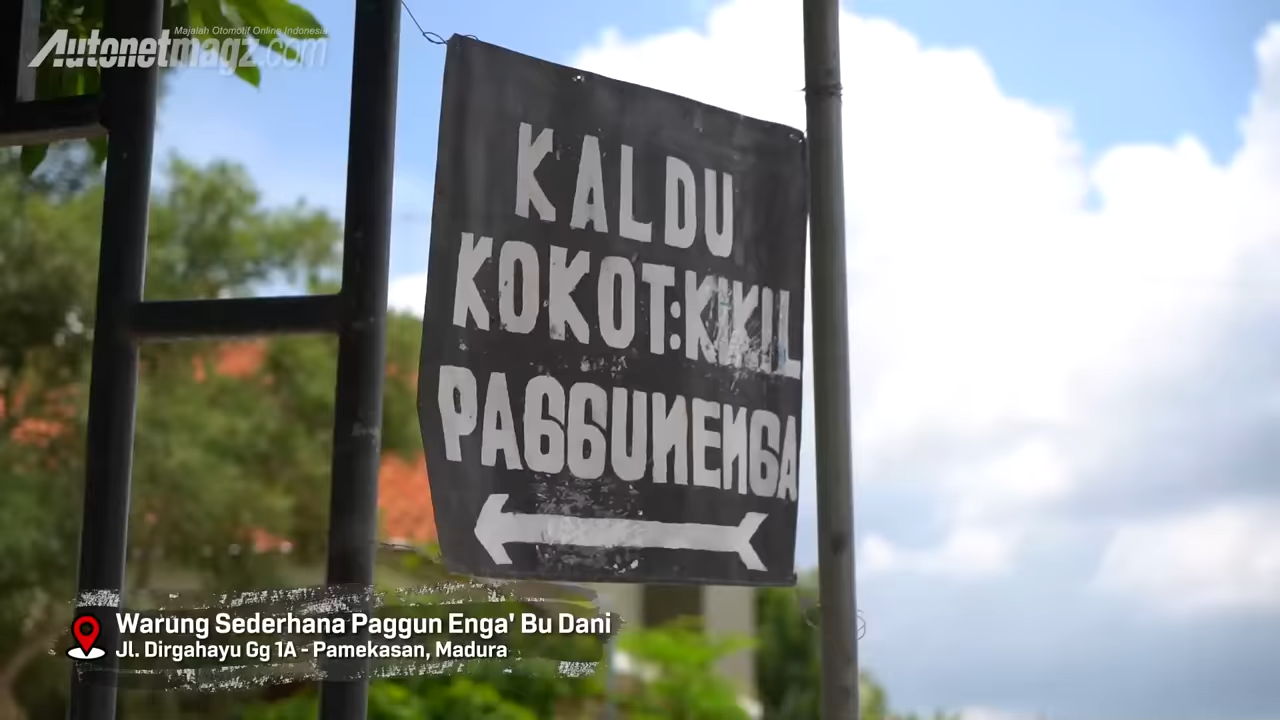 Majalah Otomotif Online Indonesia
Autonetmagz.com
KALDU
KOKOT:KIKIL
PAGGUNENGA
Warung Sederhana Paggun Enga' Bu Dani
Jl. Dirgahayu Gg 1A - Pamekasan, Madura